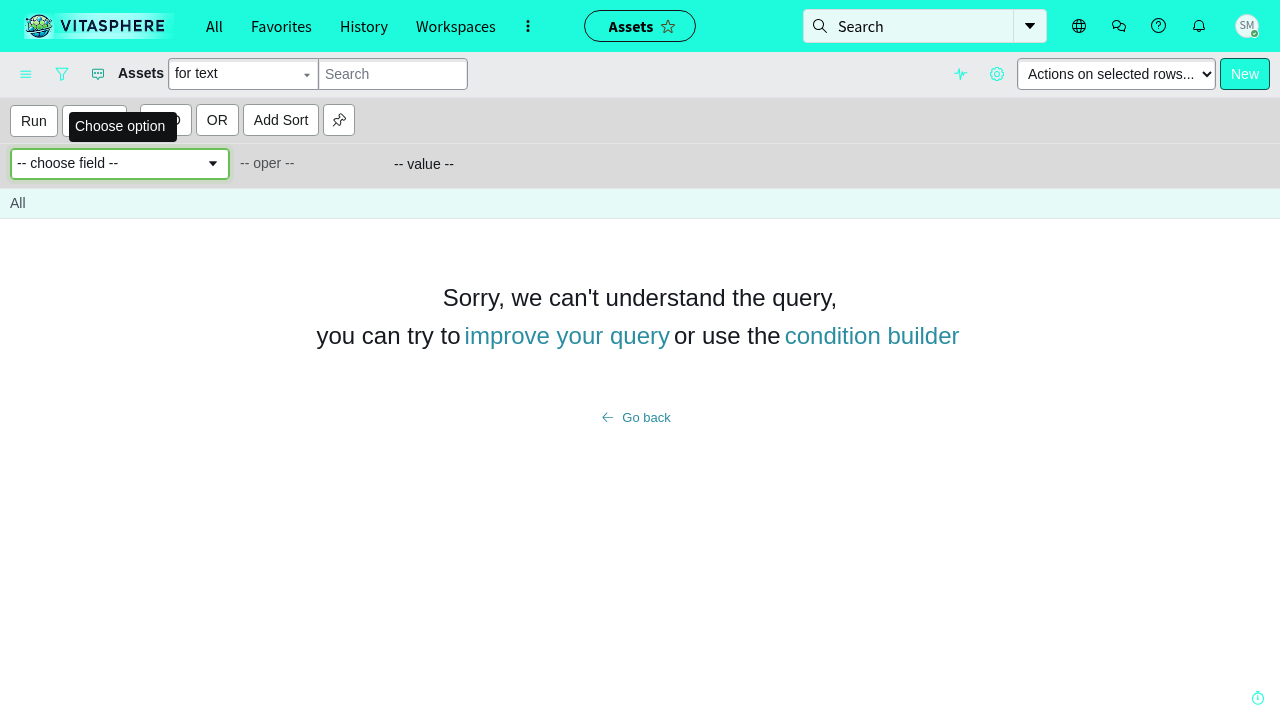 VITASPHERE All Favorites History Workspaces Assets Search SM
Assets for text Search Actions on selected rows... New
Run OR Add Sort
Choose option
-- choose field -- -- oper -- -- value --
All
Sorry, we can't understand the query,
you can try to improve your query or use the condition builder
Go back